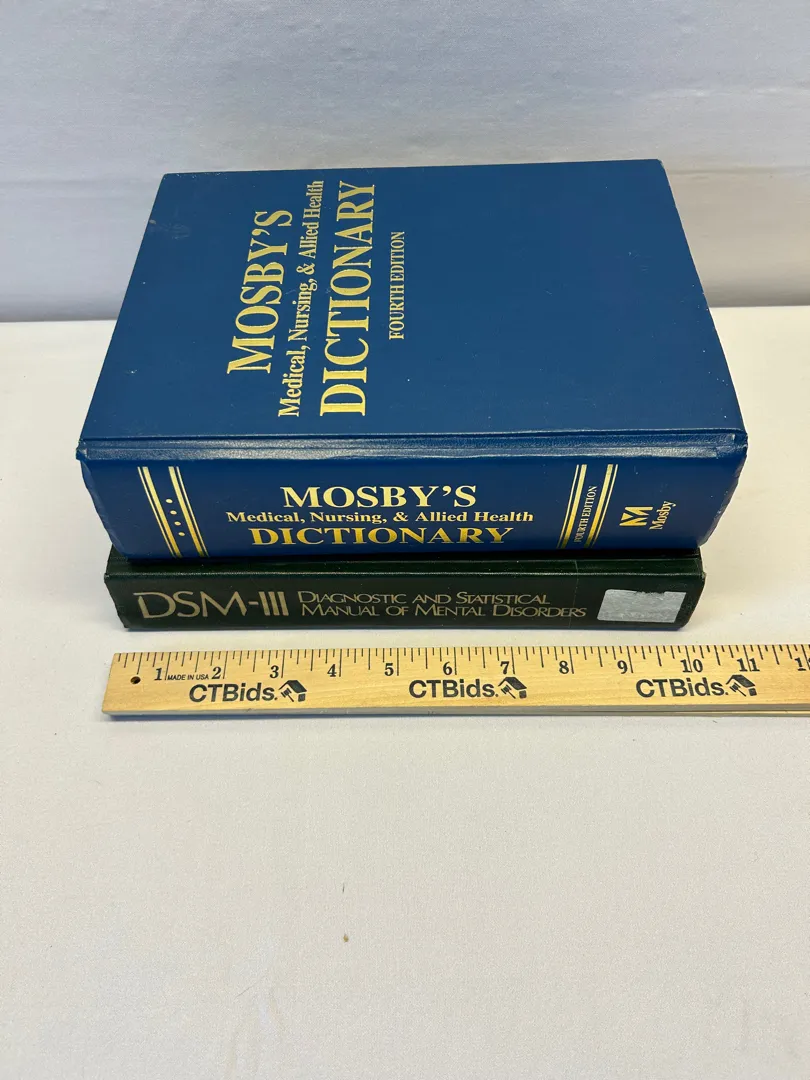 MOSBY'S
Medical, Nursing, & Allied Health
DICTIONARY
FOURTH EDITION
MOSBY'S
Medical, Nursing, & Allied Health
DICTIONARY
FOURTH EDITION
Mosby
DSM-III
DIAGNOSTIC AND STATISTICAL
MANUAL OF MENTAL DISORDERS
1 MADE IN USA 2 3 4 5 6 7 8 9 10 11
CTBids. CTBids. CTBids.